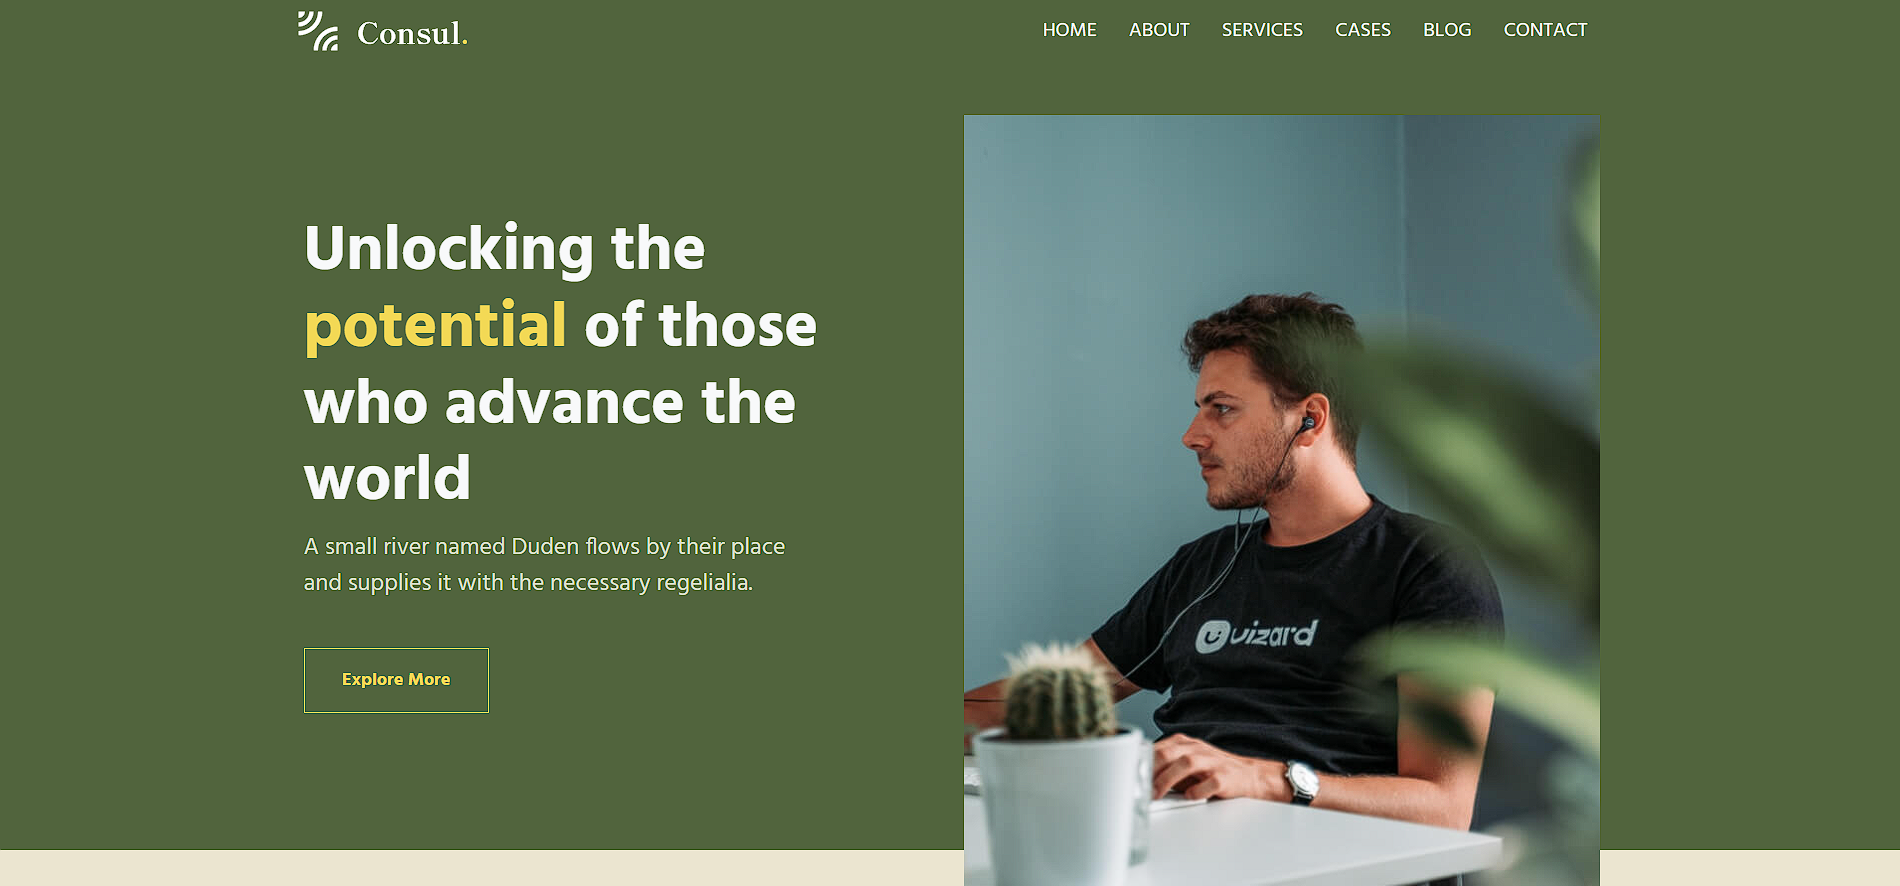 Consul.
HOME ABOUT SERVICES CASES BLOG CONTACT
Unlocking the
potential of those
who advance the
world
A small river named Duden flows by their place
and supplies it with the necessary regelialia.
Explore More
uizard